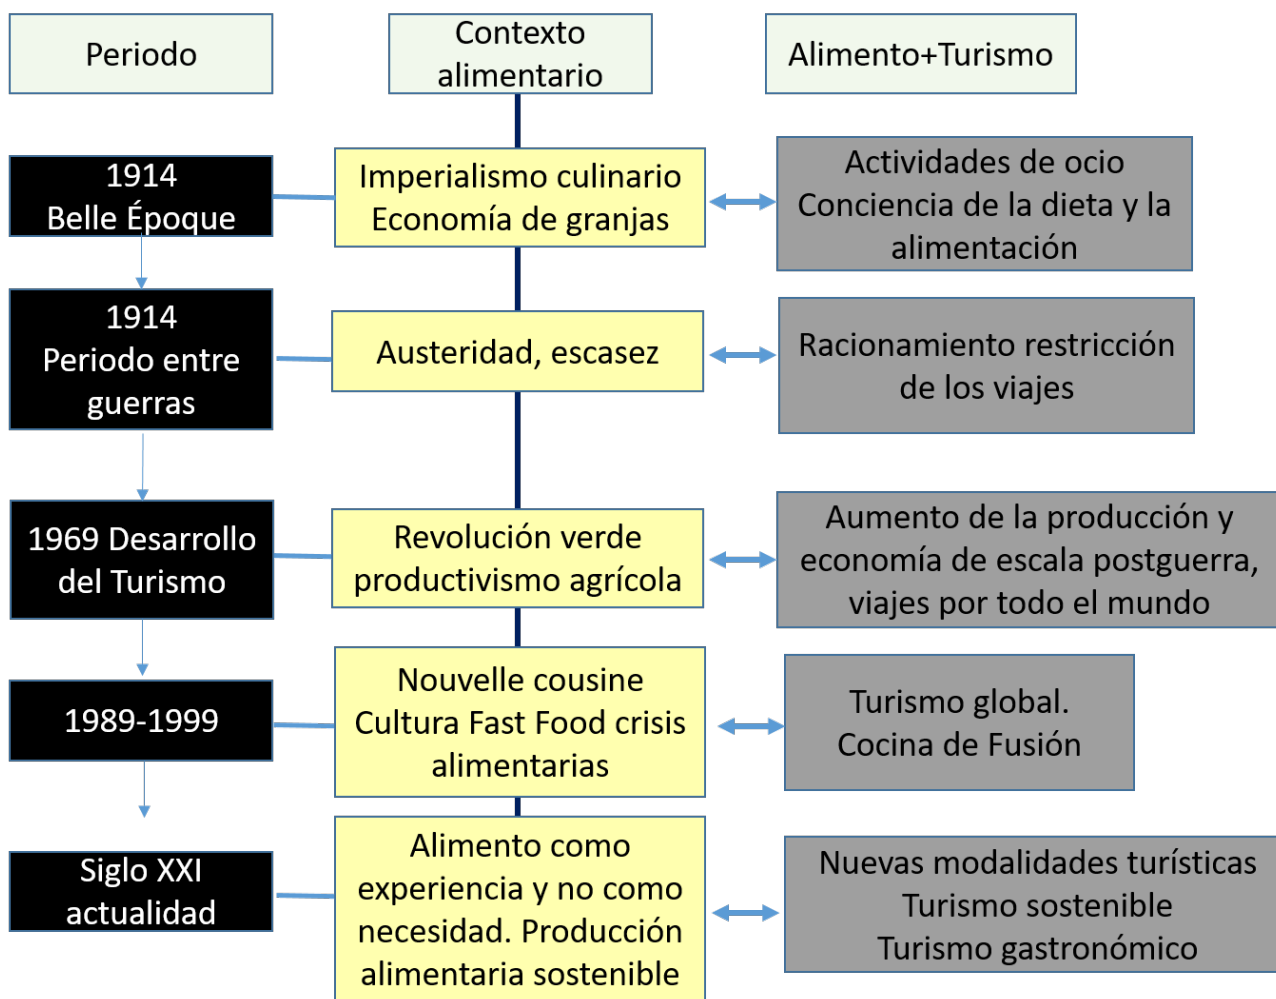 Periodo
Contexto
alimentario
Alimento+Turismo
1914
Belle Époque
Imperialismo culinario
Economía de granjas
Actividades de ocio
Conciencia de la dieta y la
alimentación
1914
Periodo entre
guerras
Austeridad, escasez
Racionamiento restricción
de los viajes
1969 Desarrollo
del Turismo
Revolución verde
productivismo agrícola
Aumento de la producción y
economía de escala postguerra,
viajes por todo el mundo
1989-1999
Nouvelle cousine
Cultura Fast Food crisis
alimentarias
Turismo global.
Cocina de Fusión
Siglo XXI
actualidad
Alimento como
experiencia y no como
necesidad. Producción
alimentaria sostenible
Nuevas modalidades turísticas
Turismo sostenible
Turismo gastronómico